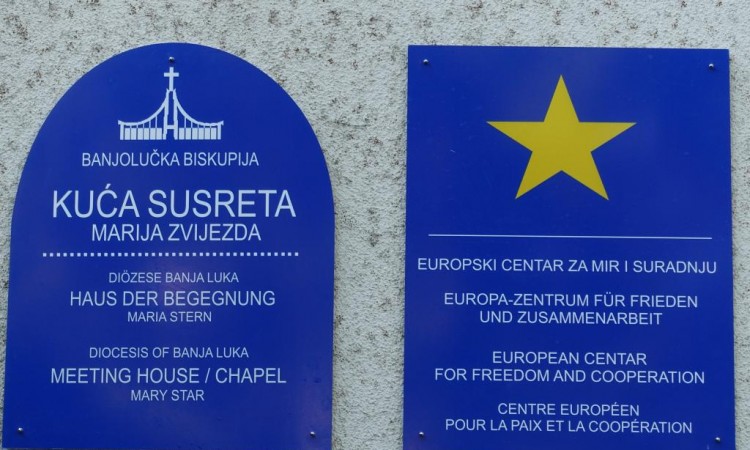 BANJOLUČKA BISKUPIJA
KUĆA SUSRETA
MARIJA ZVIJEZDA
DIÖZESE BANJA LUKA
HAUS DER BEGEGNUNG
MARIA STERN
DIOCESIS OF BANJA LUKA
MEETING HOUSE / CHAPEL
MARY STAR
EUROPSKI CENTAR ZA MIR I SURADNJU
EUROPA-ZENTRUM FÜR FRIEDEN
UND ZUSAMMENARBEIT
EUROPEAN CENTAR
FOR FREEDOM AND COOPERATION
CENTRE EUROPÉEN
POUR LA PAIX ET LA COOPÉRATION